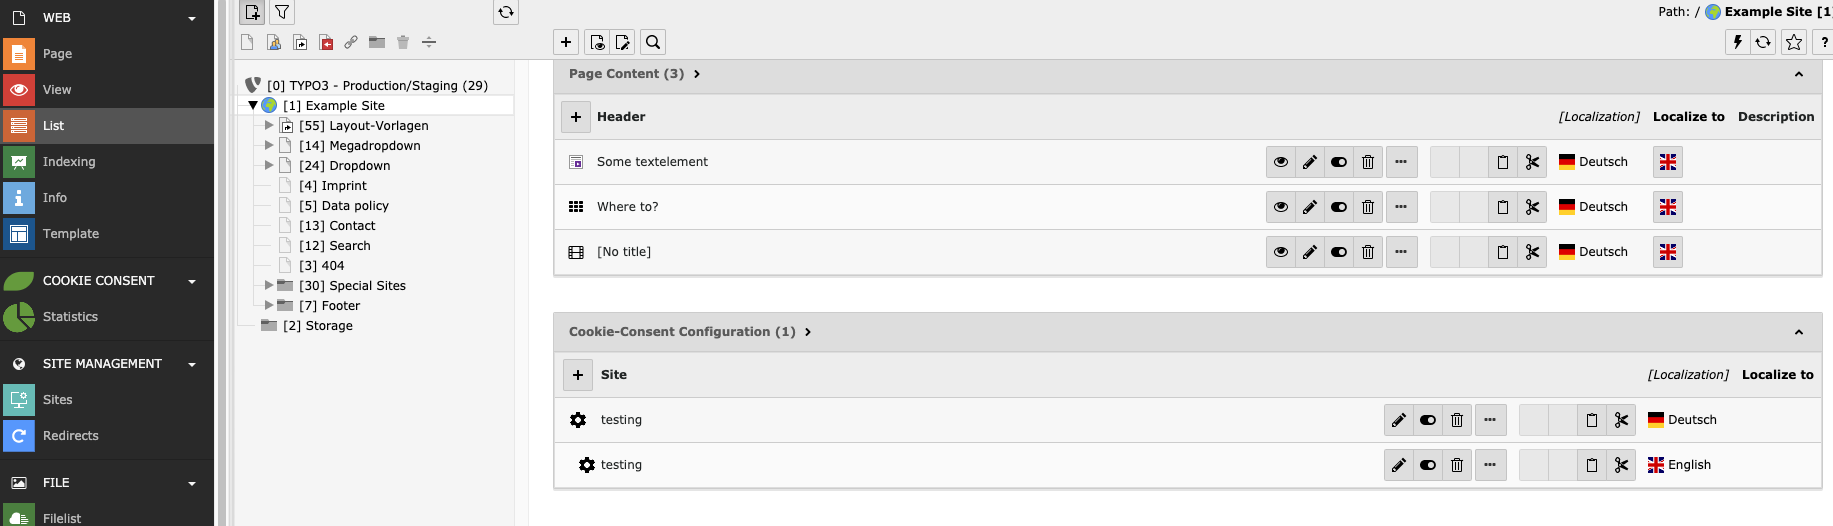 WEB
Page
View
List
Indexing
Info
Template
COOKIE CONSENT
Statistics
SITE MANAGEMENT
Sites
Redirects
FILE
Filelist
[0] TYPO3 - Production/Staging (29)
[1] Example Site
[55] Layout-Vorlagen
[14] Megadropdown
[24] Dropdown
[4] Imprint
[5] Data policy
[13] Contact
[12] Search
[3] 404
[30] Special Sites
[7] Footer
[2] Storage
Path: / Example Site [1]
?
Page Content (3)
Header [Localization] Localize to Description
Some textelement Deutsch
Where to? Deutsch
[No title] Deutsch
Cookie-Consent Configuration (1)
Site [Localization] Localize to
testing Deutsch
testing English